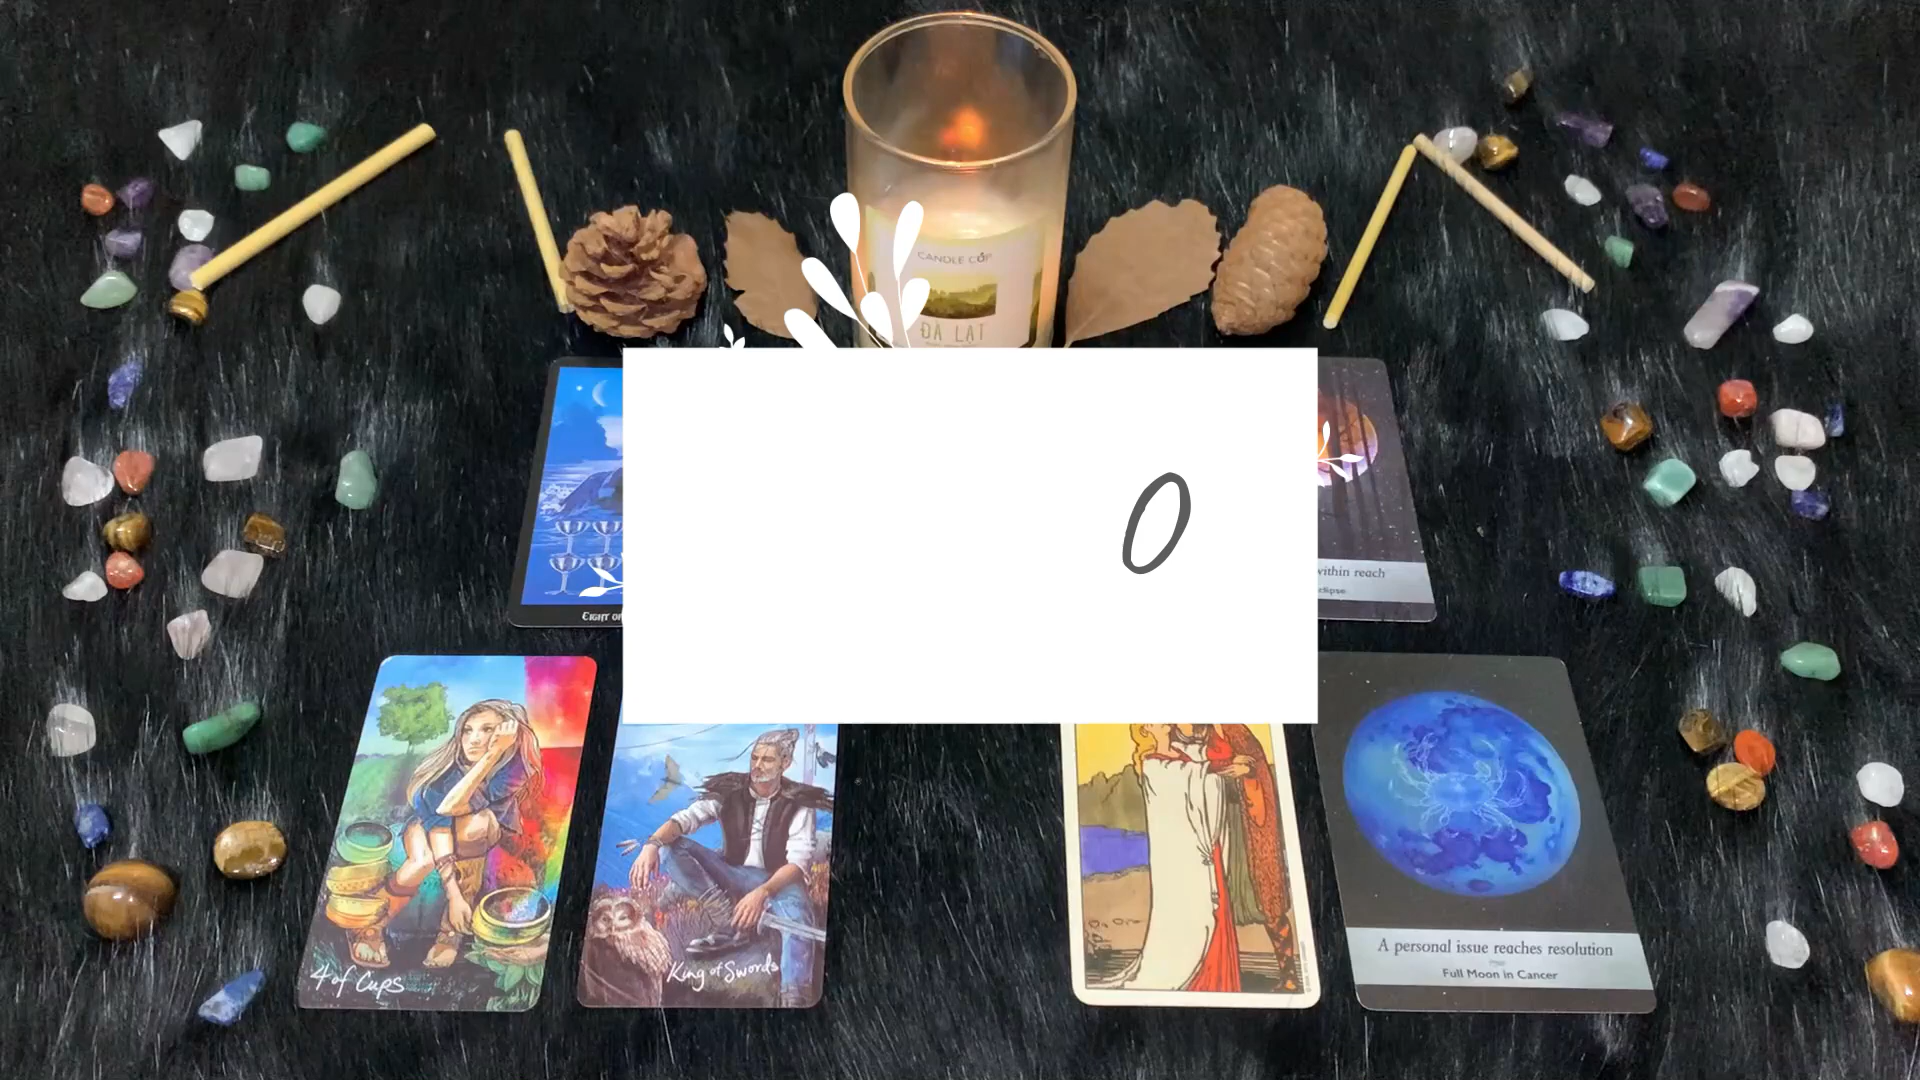 CANDLE CUP
ĐÀ LẠT
0
EIGHT OF
within reach
clipse
4 of Cups
King of Swords
A personal issue reaches resolution
Full Moon in Cancer